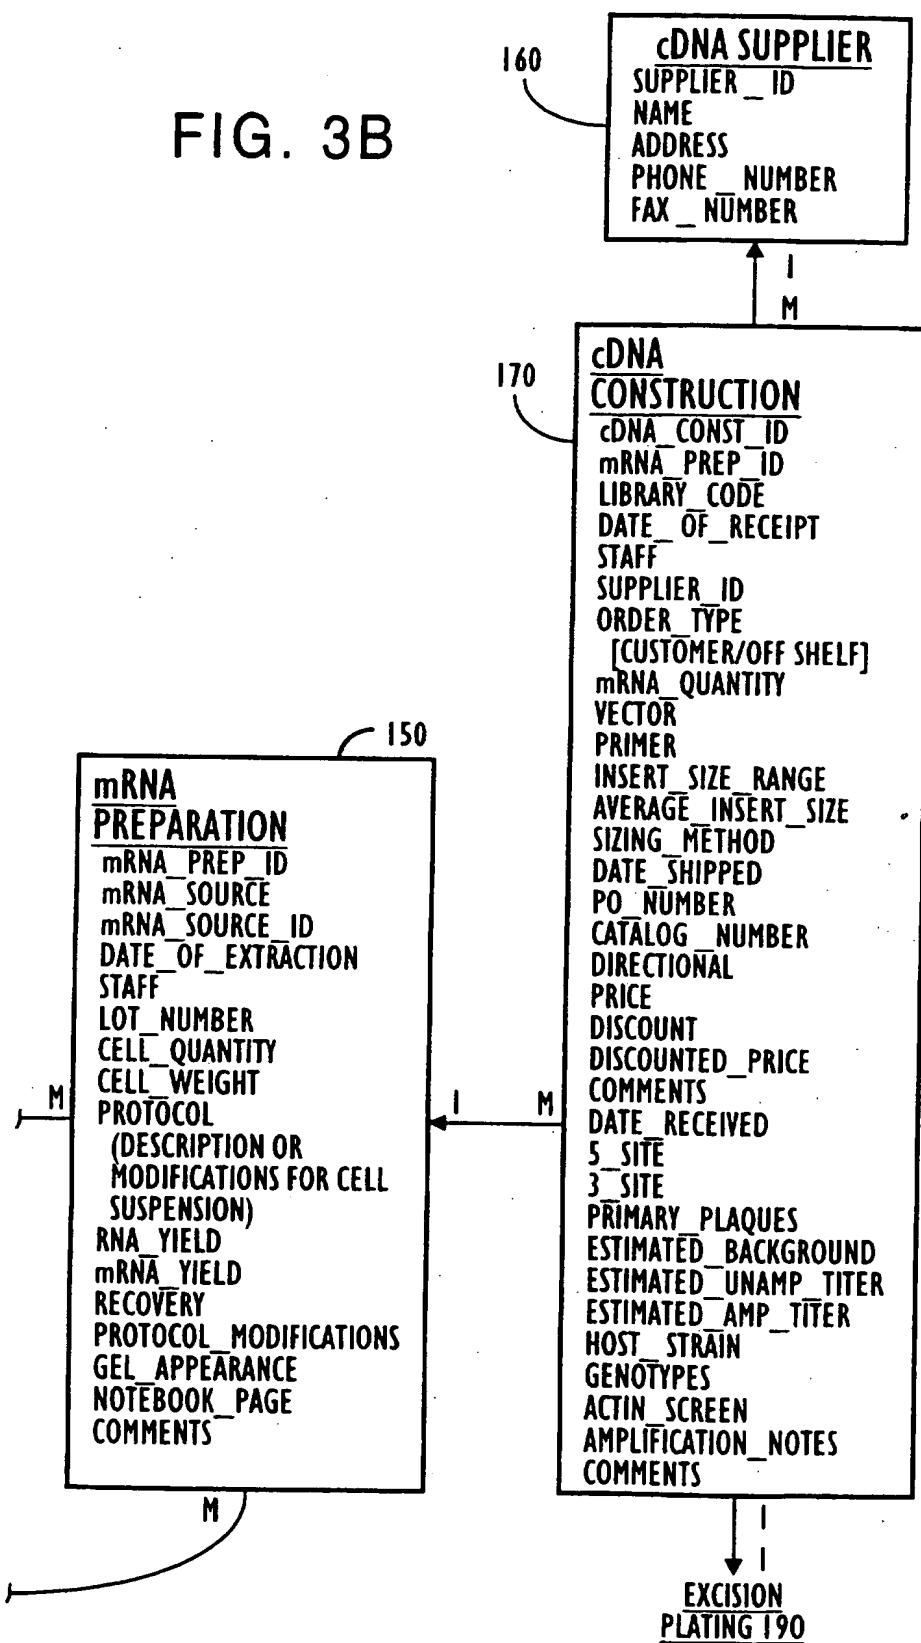 FIG. 3B
160
cDNA SUPPLIER
SUPPLIER_ID
NAME
ADDRESS
PHONE_NUMBER
FAX_NUMBER
1
M
170
cDNA
CONSTRUCTION
cDNA_CONST_ID
mRNA_PREP_ID
LIBRARY_CODE
DATE_OF_RECEIPT
STAFF
SUPPLIER_ID
ORDER_TYPE
[CUSTOMER/OFF SHELF]
mRNA_QUANTITY
VECTOR
PRIMER
INSERT_SIZE_RANGE
AVERAGE_INSERT_SIZE
SIZING_METHOD
DATE_SHIPPED
PO_NUMBER
CATALOG_NUMBER
DIRECTIONAL
PRICE
DISCOUNT
DISCOUNTED_PRICE
COMMENTS
DATE_RECEIVED
5_SITE
3_SITE
PRIMARY_PLAQUES
ESTIMATED_BACKGROUND
ESTIMATED_UNAMP_TITER
ESTIMATED_AMP_TITER
HOST_STRAIN
GENOTYPES
ACTIN_SCREEN
AMPLIFICATION_NOTES
COMMENTS
1 M
150
mRNA
PREPARATION
mRNA_PREP_ID
mRNA_SOURCE
mRNA_SOURCE_ID
DATE_OF_EXTRACTION
STAFF
LOT_NUMBER
CELL_QUANTITY
CELL_WEIGHT
PROTOCOL
(DESCRIPTION OR
MODIFICATIONS FOR CELL
SUSPENSION)
RNA_YIELD
mRNA_YIELD
RECOVERY
PROTOCOL_MODIFICATIONS
GEL_APPEARANCE
NOTEBOOK_PAGE
COMMENTS
M
M
1
1
EXCISION
PLATING 190